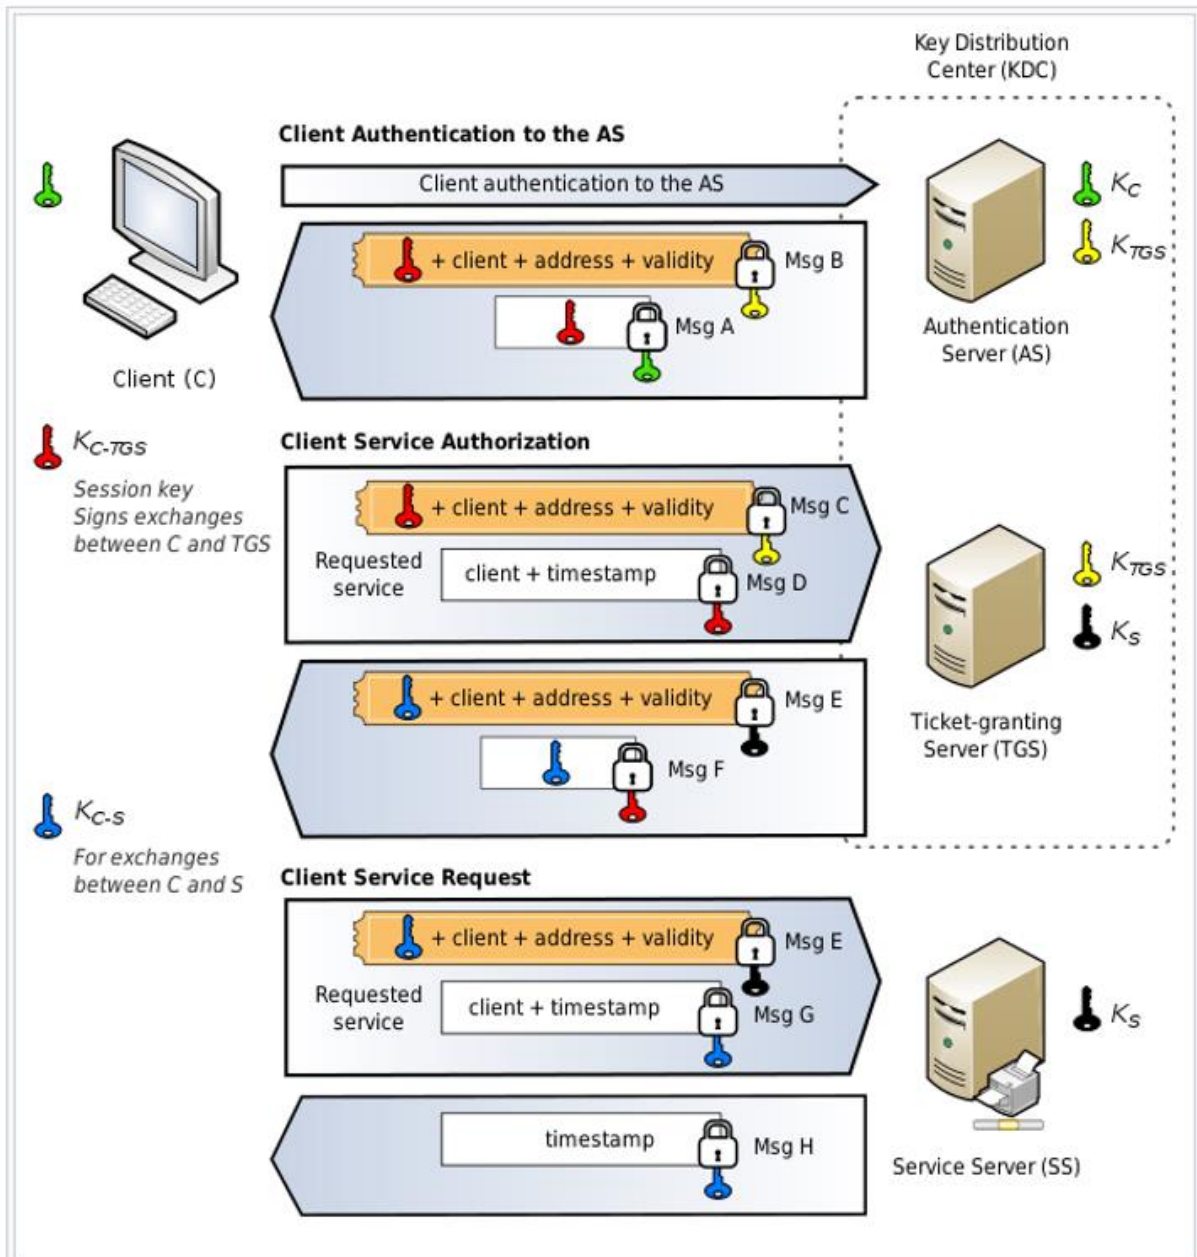 Key Distribution
Center (KDC)
Client Authentication to the AS
Client authentication to the AS
K_C
K_TGS
+ client + address + validity
Msg B
Msg A
Authentication
Server (AS)
Client (C)
K_C-TGS
Session key
Signs exchanges
between C and TGS
Client Service Authorization
+ client + address + validity
Msg C
Requested
service
client + timestamp
Msg D
K_TGS
K_S
+ client + address + validity
Msg E
Msg F
Ticket-granting
Server (TGS)
K_C-S
For exchanges
between C and S
Client Service Request
+ client + address + validity
Msg E
Requested
service
client + timestamp
Msg G
K_S
timestamp
Msg H
Service Server (SS)